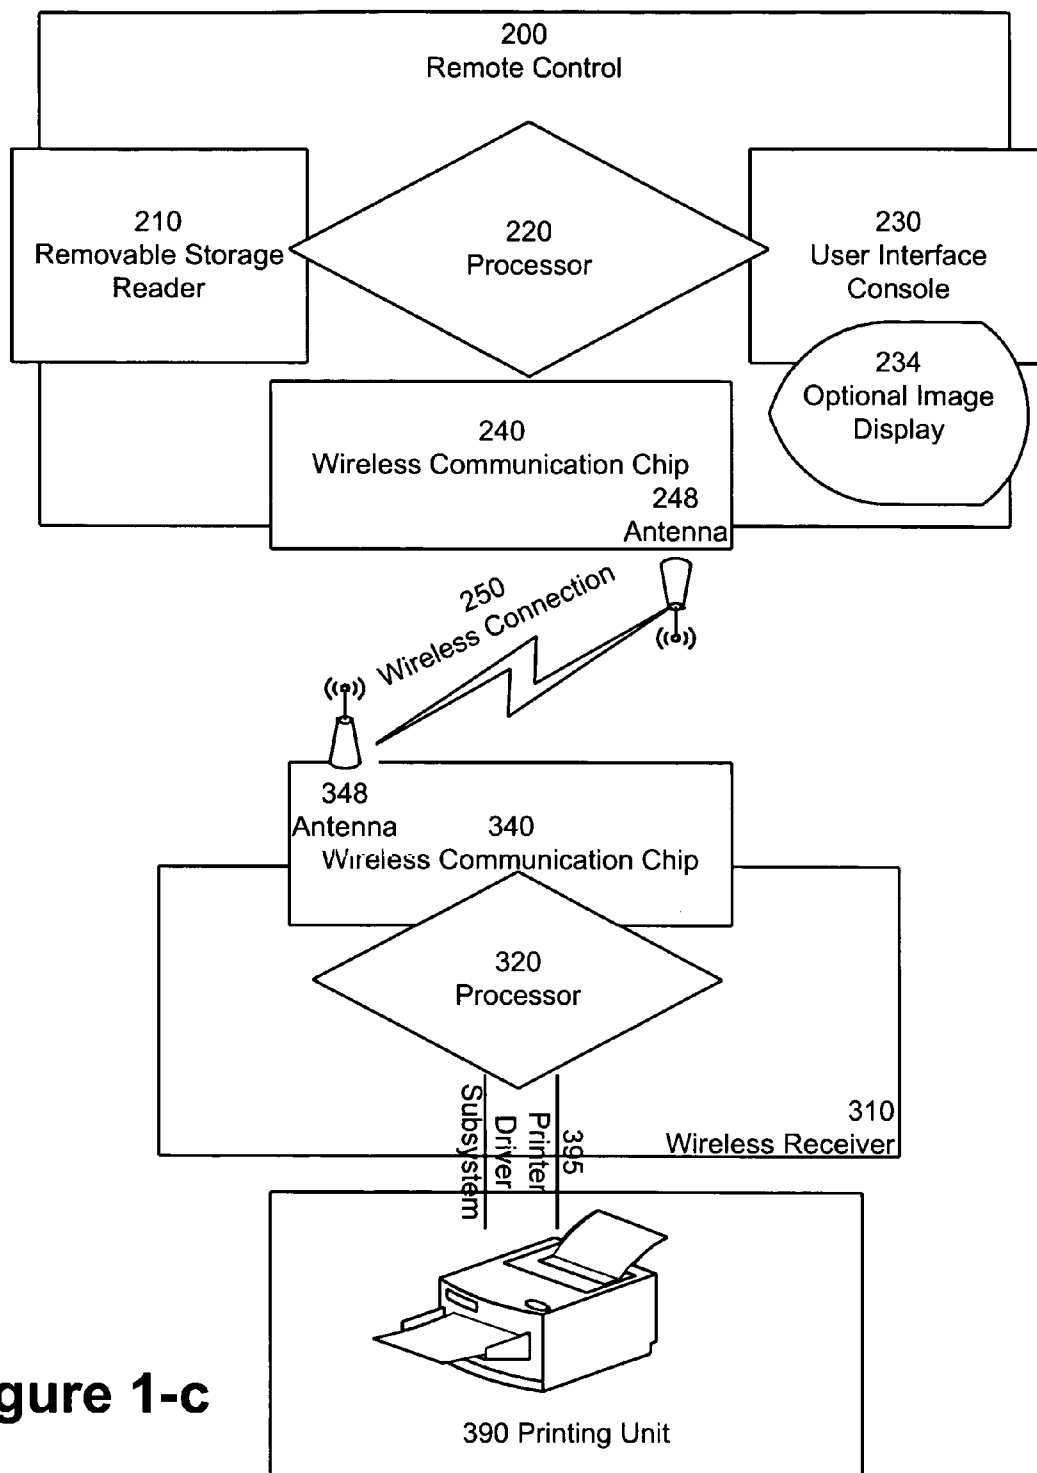 200
Remote Control
210
Removable Storage
Reader
220
Processor
230
User Interface
Console
234
Optional Image
Display
240
Wireless Communication Chip
248
Antenna
250
Wireless Connection
348
Antenna
340
Wireless Communication Chip
320
Processor
395
Printer
Driver
Subsystem
310
Wireless Receiver
390 Printing Unit
gure 1-c